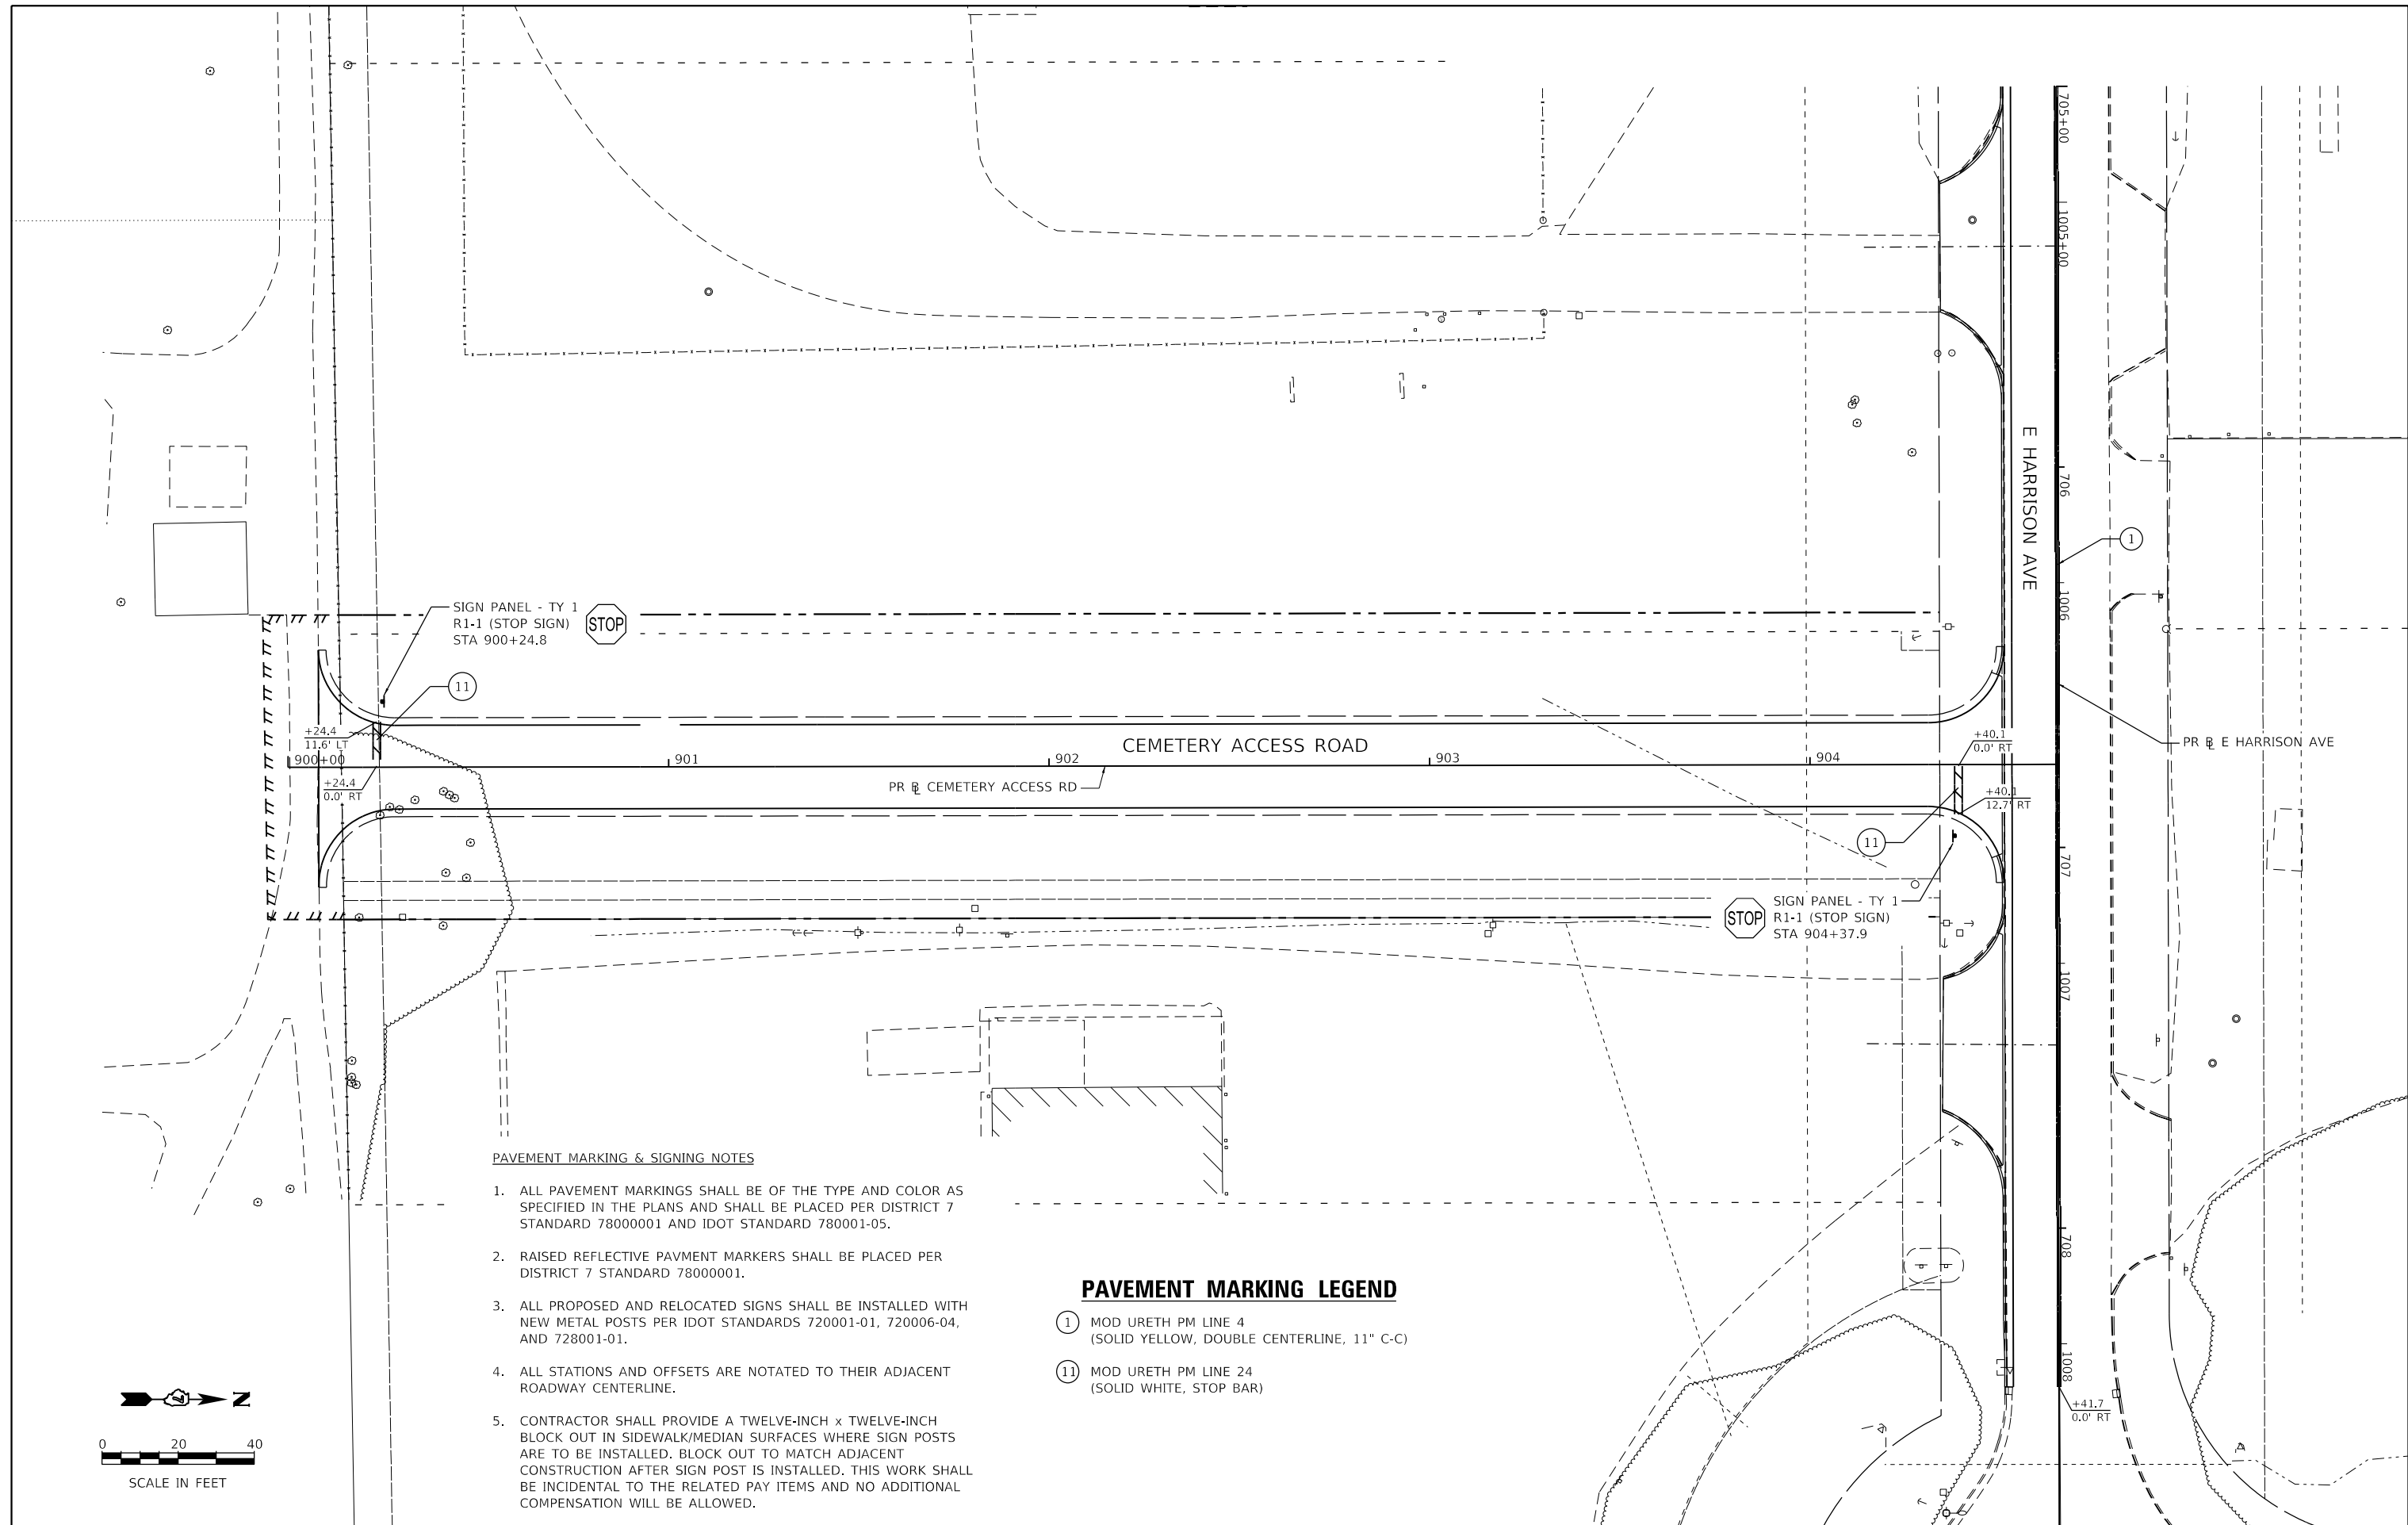 705+00
1005+00
E HARRISON AVE
706
1
1006
SIGN PANEL - TY 1
R1-1 (STOP SIGN)
STA 900+24.8
STOP
11
+24.4
11.6' LT
900+00
901
902
903
904
CEMETERY ACCESS ROAD
+40.1
0.0' RT
PR ℄ E HARRISON AVE
+24.4
0.0' RT
PR ℄ CEMETERY ACCESS RD
+40.1
12.7' RT
11
707
STOP
SIGN PANEL - TY 1
R1-1 (STOP SIGN)
STA 904+37.9
1007
708
1008
+41.7
0.0' RT
PAVEMENT MARKING & SIGNING NOTES
1. ALL PAVEMENT MARKINGS SHALL BE OF THE TYPE AND COLOR AS
SPECIFIED IN THE PLANS AND SHALL BE PLACED PER DISTRICT 7
STANDARD 78000001 AND IDOT STANDARD 780001-05.
2. RAISED REFLECTIVE PAVMENT MARKERS SHALL BE PLACED PER
DISTRICT 7 STANDARD 78000001.
3. ALL PROPOSED AND RELOCATED SIGNS SHALL BE INSTALLED WITH
NEW METAL POSTS PER IDOT STANDARDS 720001-01, 720006-04,
AND 728001-01.
4. ALL STATIONS AND OFFSETS ARE NOTATED TO THEIR ADJACENT
ROADWAY CENTERLINE.
5. CONTRACTOR SHALL PROVIDE A TWELVE-INCH x TWELVE-INCH
BLOCK OUT IN SIDEWALK/MEDIAN SURFACES WHERE SIGN POSTS
ARE TO BE INSTALLED. BLOCK OUT TO MATCH ADJACENT
CONSTRUCTION AFTER SIGN POST IS INSTALLED. THIS WORK SHALL
BE INCIDENTAL TO THE RELATED PAY ITEMS AND NO ADDITIONAL
COMPENSATION WILL BE ALLOWED.
PAVEMENT MARKING LEGEND
1 MOD URETH PM LINE 4
(SOLID YELLOW, DOUBLE CENTERLINE, 11" C-C)
11 MOD URETH PM LINE 24
(SOLID WHITE, STOP BAR)
N
0 20 40
SCALE IN FEET